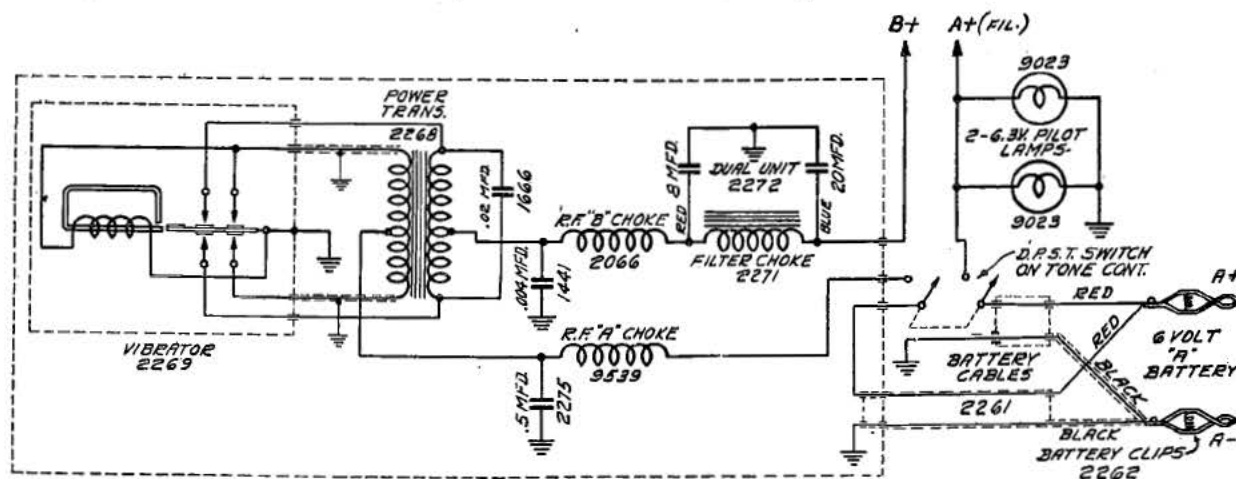 B+
A+ (FIL.)
9023
2-6.3V. PILOT
LAMPS-
9023
POWER
TRANS.
2268
.02 MFD.
1666
RED 8 MFD.
DUAL UNIT
2272
20 MFD.
BLUE
R.F. "B" CHOKE
2066
FILTER CHOKE
2271
.004 MFD.
1441
D.P.S.T. SWITCH
ON TONE CONT.
RED
A+
RED
6 VOLT
"A"
BATTERY
VIBRATOR
2269
R.F. "A" CHOKE
9539
BATTERY
CABLES
BLACK
2261
.5 MFD.
2275
BLACK
BATTERY CLIPS
2262
A-